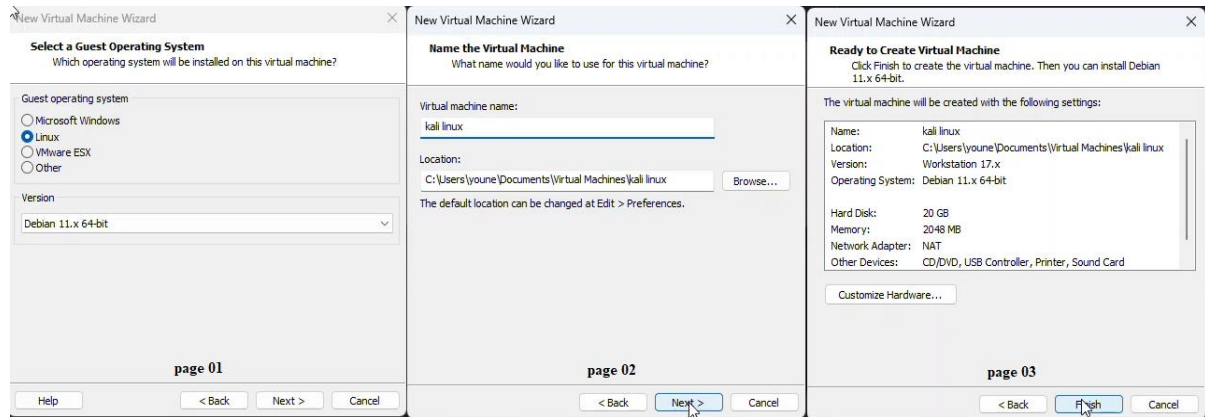 New Virtual Machine Wizard
Select a Guest Operating System
Which operating system will be installed on this virtual machine?
Guest operating system
Microsoft Windows
Linux
VMware ESX
Other
Version
Debian 11.x 64-bit
page 01
Help
< Back
Next >
Cancel
New Virtual Machine Wizard
Name the Virtual Machine
What name would you like to use for this virtual machine?
Virtual machine name:
kali linux
Location:
C:\Users\youne\Documents\Virtual Machines\kali linux
Browse...
The default location can be changed at Edit > Preferences.
page 02
< Back
Next >
Cancel
New Virtual Machine Wizard
Ready to Create Virtual Machine
Click Finish to create the virtual machine. Then you can install Debian
11.x 64-bit.
The virtual machine will be created with the following settings:
Name: kali linux
Location: C:\Users\youne\Documents\Virtual Machines\kali linux
Version: Workstation 17.x
Operating System: Debian 11.x 64-bit
Hard Disk: 20 GB
Memory: 2048 MB
Network Adapter: NAT
Other Devices: CD/DVD, USB Controller, Printer, Sound Card
Customize Hardware...
page 03
< Back
Finish
Cancel